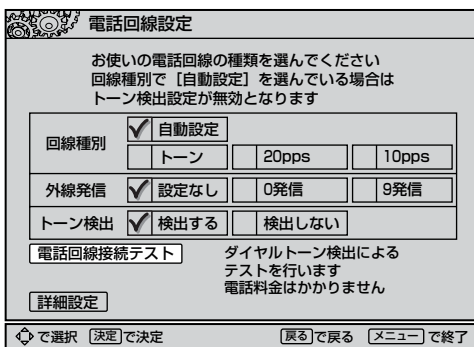 電話回線設定
お使いの電話回線の種類を選んでください
回線種別で［自動設定］を選んでいる場合は
トーン検出設定が無効となります
回線種別 自動設定
トーン 20pps 10pps
外線発信 設定なし 0発信 9発信
トーン検出 検出する 検出しない
電話回線接続テスト ダイヤルトーン検出による
テストを行います
電話料金はかかりません
詳細設定
で選択 決定 で決定 戻る で戻る メニュー で終了